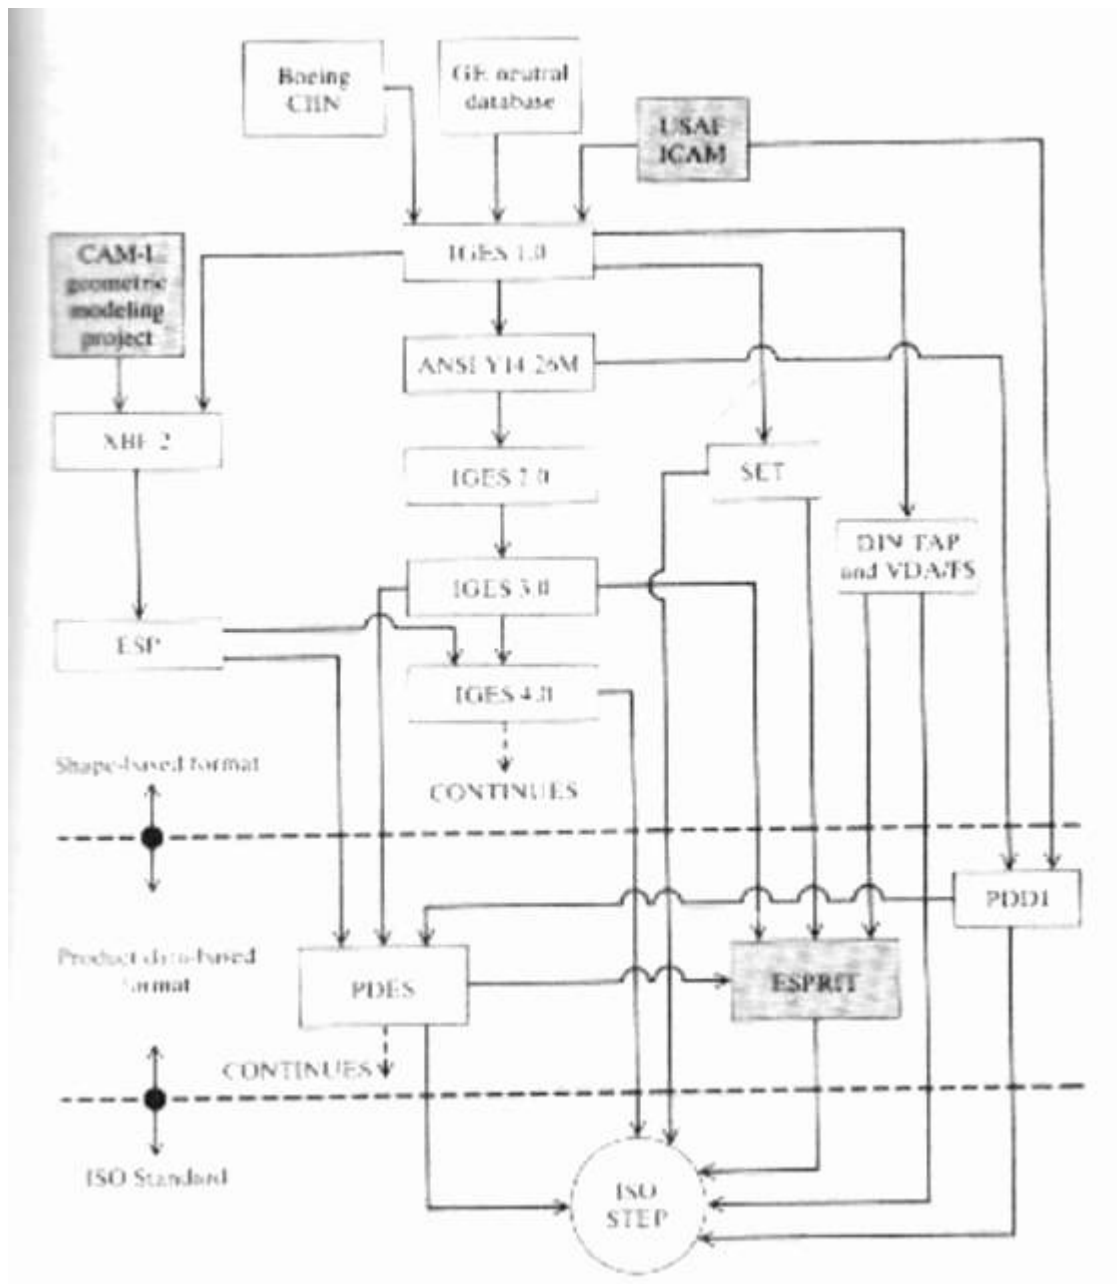 Boeing
CIIN
GE neutral
database
USAF
ICAM
IGES 1.0
CAM-I
geometric
modeling
project
ANSI Y14 26M
XBF 2
IGES 2.0
SET
DIN TAP
and VDA/FS
IGES 3.0
ESP
IGES 4.0
Shape-based format
CONTINUES
PDDI
Product data-based
format
PDES
ESPRIT
CONTINUES
ISO Standard
ISO
STEP